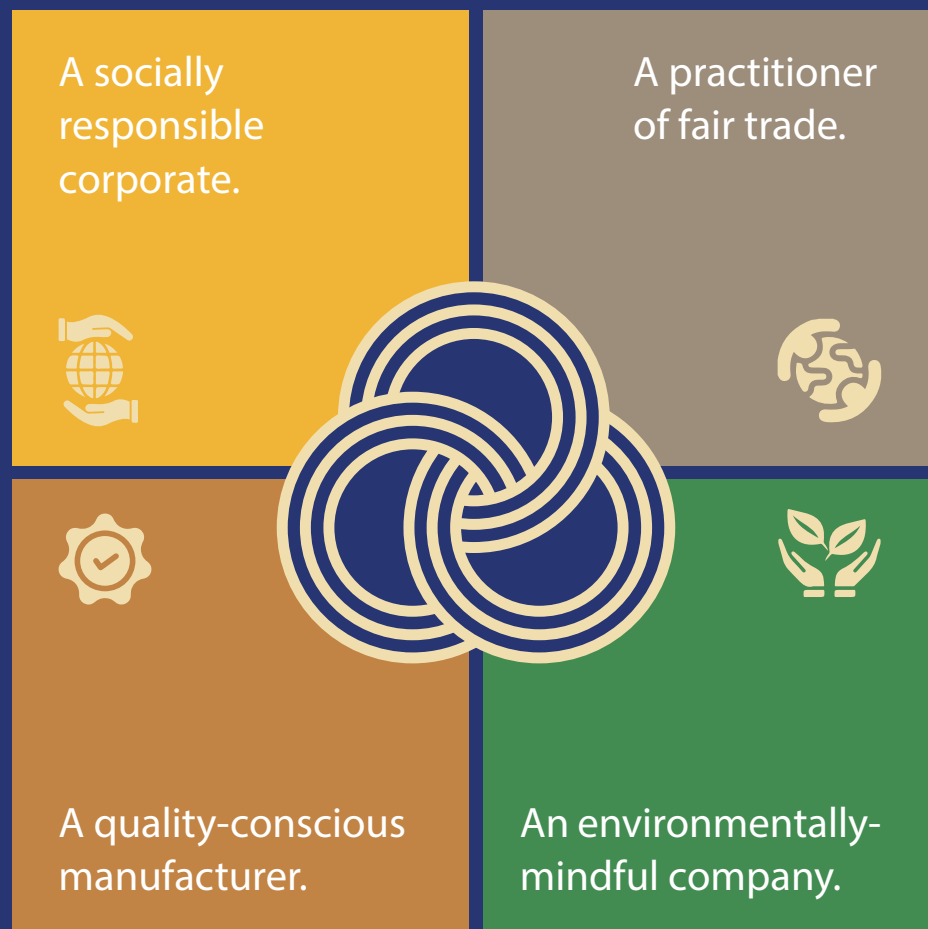 A socially
responsible
corporate.
A practitioner
of fair trade.
A quality-conscious
manufacturer.
An environmentally-
mindful company.